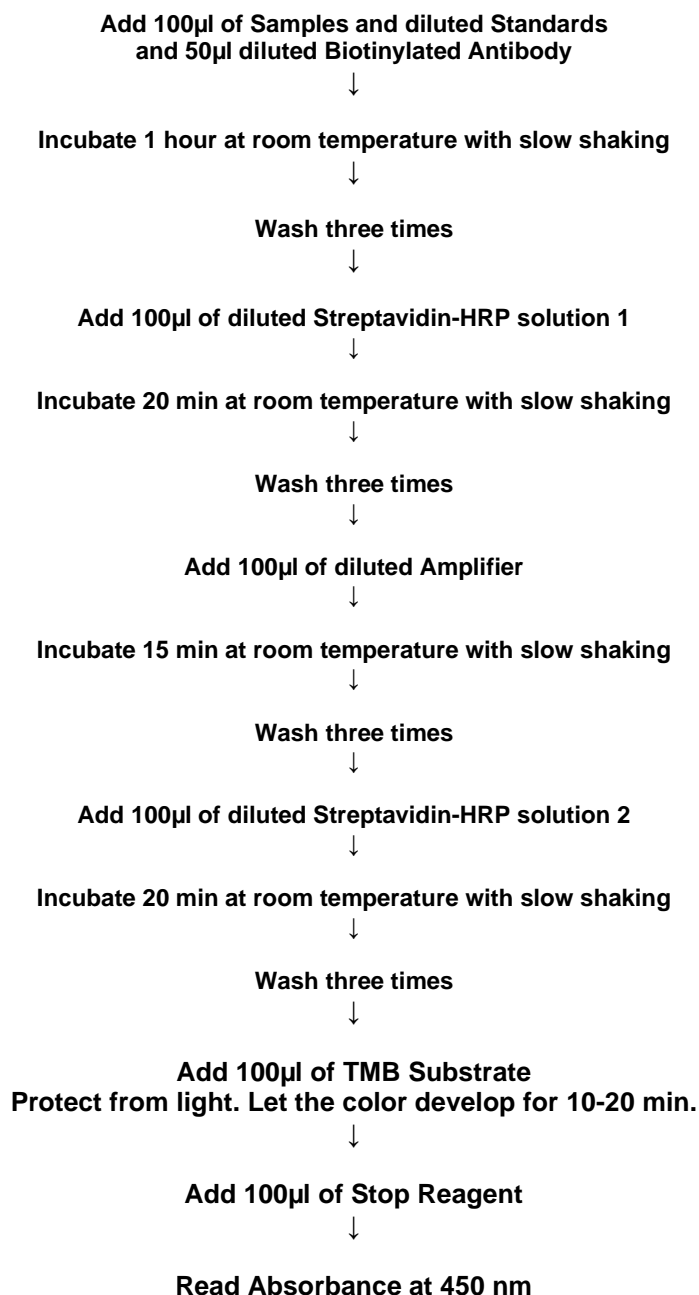 Add 100µl of Samples and diluted Standards
and 50µl diluted Biotinylated Antibody
↓
Incubate 1 hour at room temperature with slow shaking
↓
Wash three times
↓
Add 100µl of diluted Streptavidin-HRP solution 1
↓
Incubate 20 min at room temperature with slow shaking
↓
Wash three times
↓
Add 100µl of diluted Amplifier
↓
Incubate 15 min at room temperature with slow shaking
↓
Wash three times
↓
Add 100µl of diluted Streptavidin-HRP solution 2
↓
Incubate 20 min at room temperature with slow shaking
↓
Wash three times
↓
Add 100µl of TMB Substrate
Protect from light. Let the color develop for 10-20 min.
↓
Add 100µl of Stop Reagent
↓
Read Absorbance at 450 nm